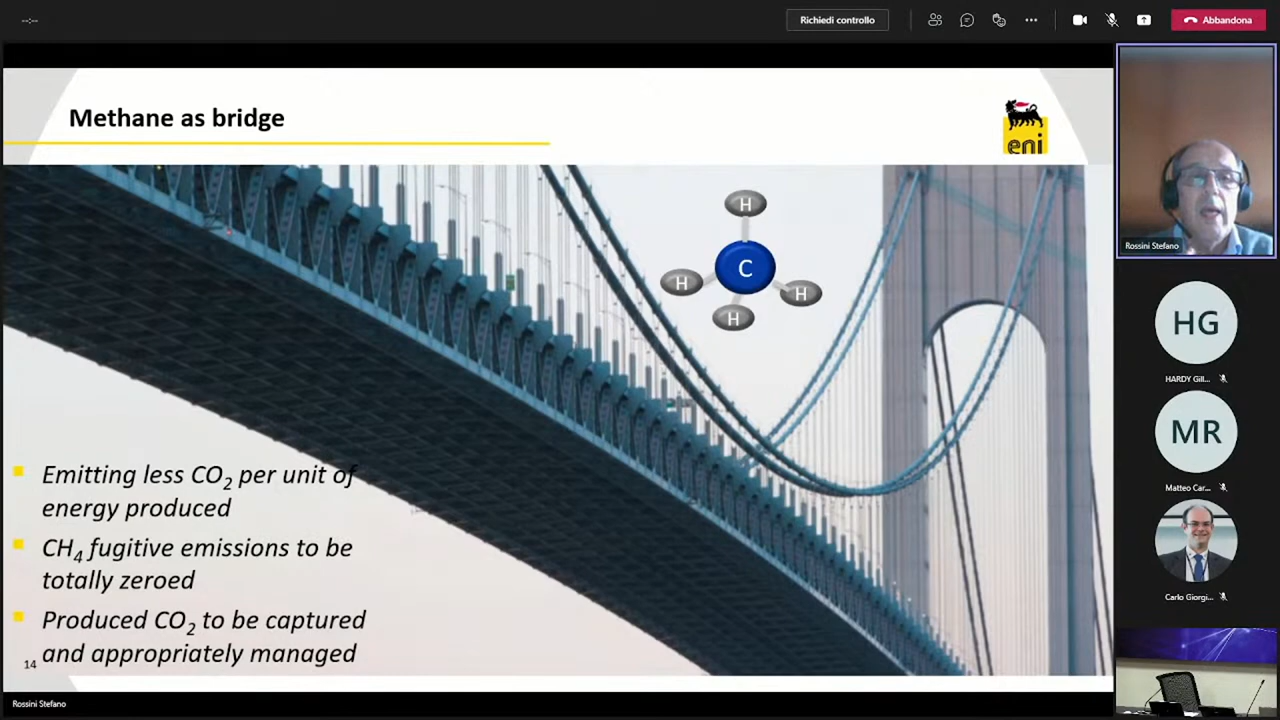 --:--
Richiedi controllo
Abbandona
Methane as bridge
eni
H
C
H
H
H
Emitting less CO2 per unit of
energy produced
CH4 fugitive emissions to be
totally zeroed
Produced CO2 to be captured
and appropriately managed
14
Rossini Stefano
Rossini Stefano
HG
HARDY Gill...
MR
Matteo Car...
Carlo Giorgi...